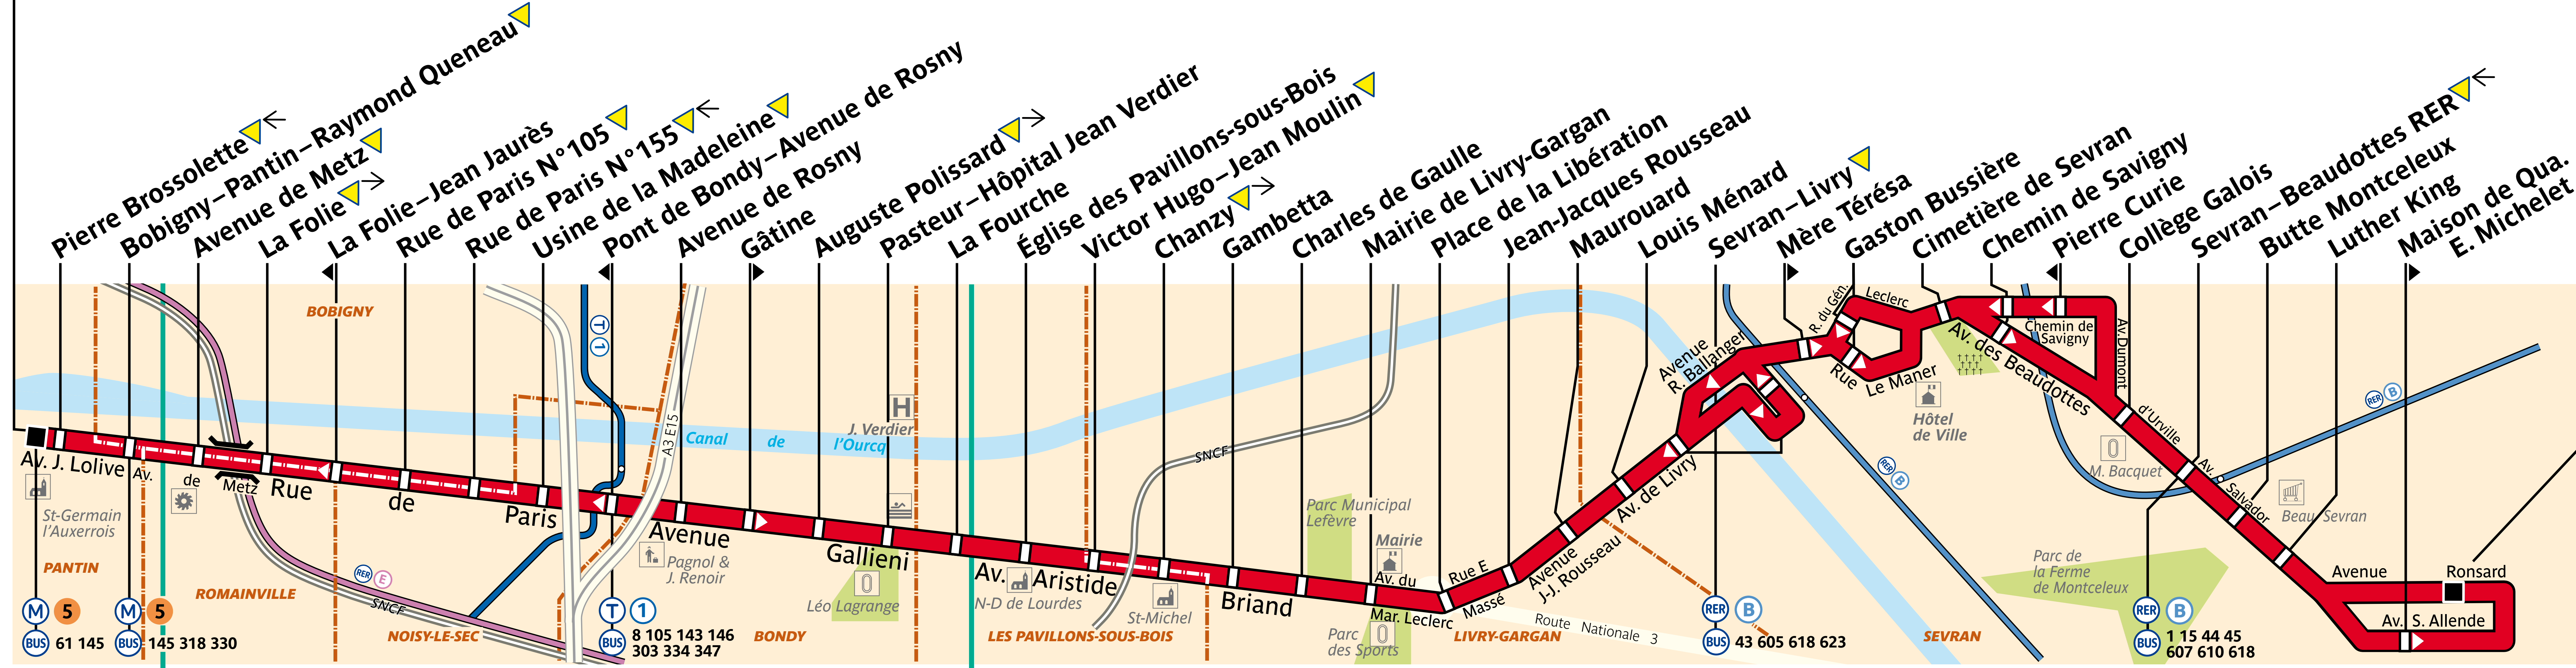 Pierre Brossolette
Bobigny–Pantin–Raymond Queneau
Avenue de Metz
La Folie
La Folie–Jean Jaurès
Rue de Paris N°105
Rue de Paris N°155
Usine de la Madeleine
Pont de Bondy–Avenue de Rosny
Avenue de Rosny
Gâtine
Auguste Polissard
Pasteur–Hôpital Jean Verdier
La Fourche
Église des Pavillons-sous-Bois
Victor Hugo–Jean Moulin
Chanzy
Gambetta
Charles de Gaulle
Mairie de Livry-Gargan
Place de la Libération
Jean-Jacques Rousseau
Maurouard
Louis Ménard
Sevran–Livry
Mère Térésa
Gaston Bussière
Cimetière de Sevran
Chemin de Savigny
Pierre Curie
Collège Galois
Sevran–Beaudottes RER
Butte Montceleux
Luther King
Maison de Qua.
E. Michelet
BOBIGNY
T 1
A3 E15
Canal de l'Ourcq
H
J. Verdier
SNCF
Av. J. Lolive
Av. de Metz
Rue de Paris
Avenue Gallieni
Av. Aristide Briand
Av. du Mar. Leclerc
Rue E Massé
Avenue J-J. Rousseau
Av. de Livry
Avenue R. Ballanger
R. du Gén. Leclerc
Rue Le Maner
Av. des Beaudottes
Chemin de Savigny
Av. Dumont d'Urville
Av. Salvador
Avenue Ronsard
Av. S. Allende
St-Germain l'Auxerrois
PANTIN
ROMAINVILLE
RER E
SNCF
NOISY-LE-SEC
Pagnol & J. Renoir
BONDY
Léo Lagrange
N-D de Lourdes
LES PAVILLONS-SOUS-BOIS
St-Michel
Parc Municipal Lefèvre
Mairie
Parc des Sports
LIVRY-GARGAN
Route Nationale 3
Hôtel de Ville
RER B
RER B
M. Bacquet
Beau Sevran
Parc de la Ferme de Montceleux
SEVRAN
M 5
BUS 61 145
M 5
BUS 145 318 330
T 1
BUS 8 105 143 146
303 334 347
RER B
BUS 43 605 618 623
RER B
BUS 1 15 44 45
607 610 618